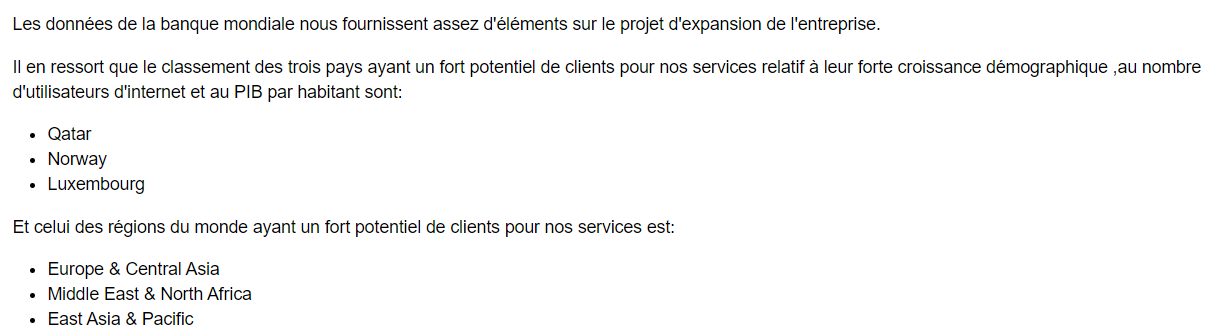 Les données de la banque mondiale nous fournissent assez d'éléments sur le projet d'expansion de l'entreprise.
Il en ressort que le classement des trois pays ayant un fort potentiel de clients pour nos services relatif à leur forte croissance démographique ,au nombre
d'utilisateurs d'internet et au PIB par habitant sont:
• Qatar
• Norway
• Luxembourg
Et celui des régions du monde ayant un fort potentiel de clients pour nos services est:
• Europe & Central Asia
• Middle East & North Africa
• East Asia & Pacific